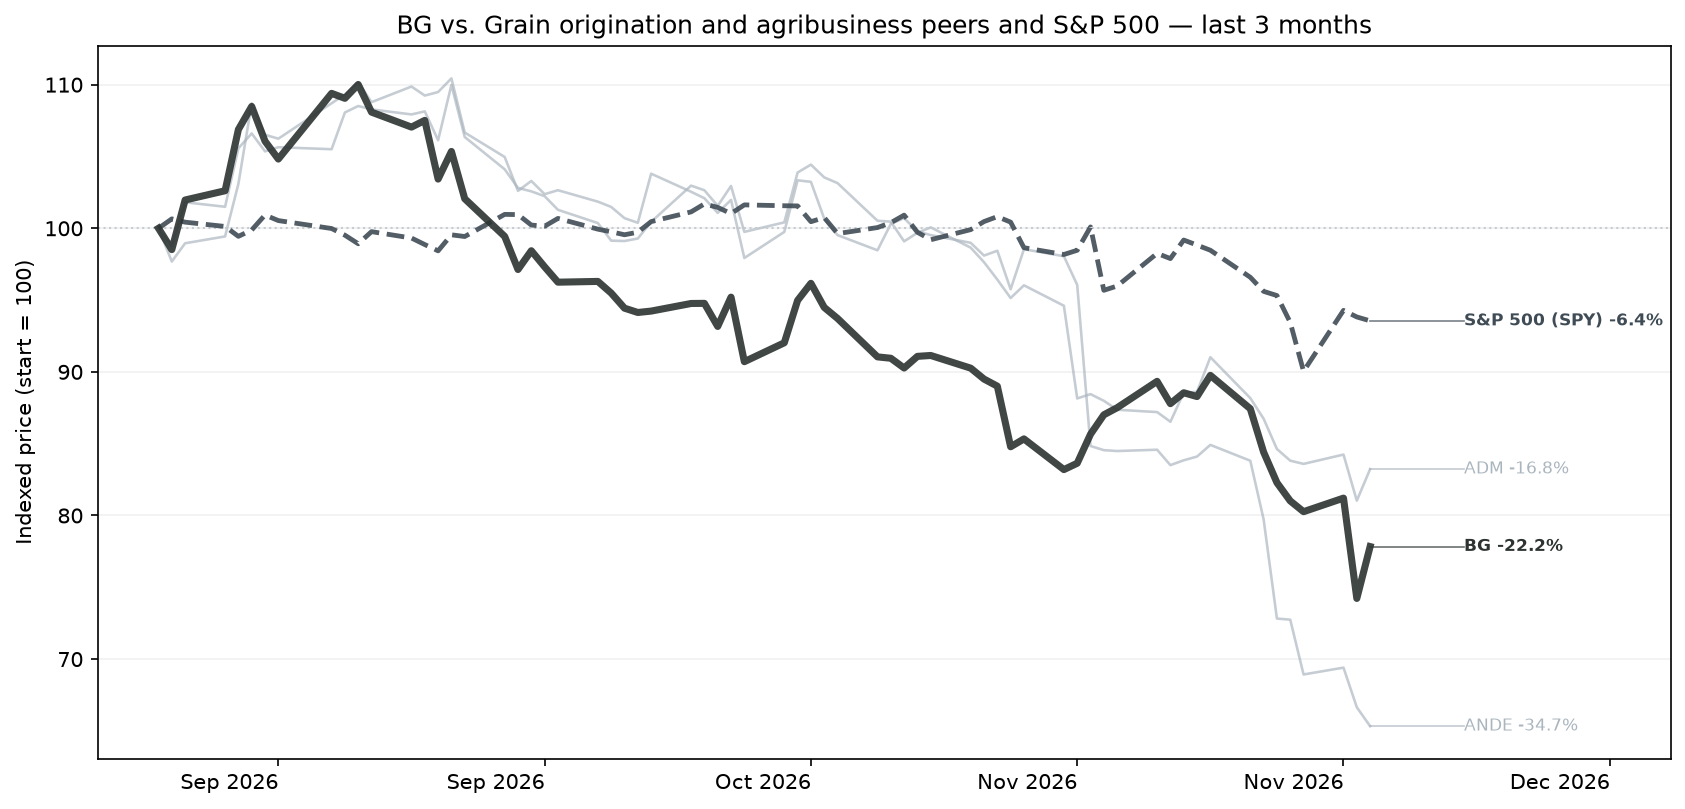 BG vs. Grain origination and agribusiness peers and S&P 500 — last 3 months
Indexed price (start = 100)
110
100
90
80
70
S&P 500 (SPY) -6.4%
ADM -16.8%
BG -22.2%
ANDE -34.7%
Sep 2026
Sep 2026
Oct 2026
Nov 2026
Nov 2026
Dec 2026